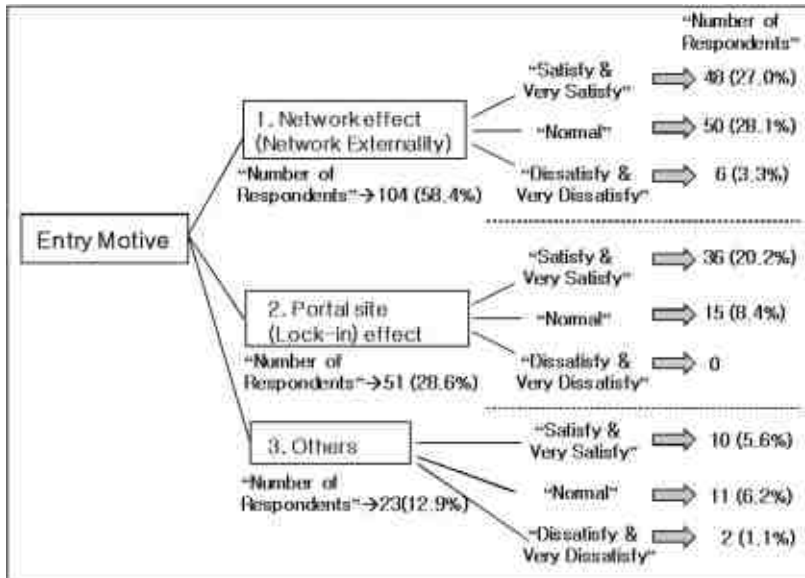 "Number of
Respondents"
"Satisfy &
Very Satisfy"
48 (27.0%)
1. Network effect
(Network Externality)
"Normal"
50 (28.1%)
"Number of
Respondents"→104 (58.4%)
"Dissatisfy &
Very Dissatisfy"
6 (3.3%)
Entry Motive
"Satisfy &
Very Satisfy"
36 (20.2%)
2. Portal site
(Lock-in) effect
"Normal"
15 (8.4%)
"Number of
Respondents"→51 (28.6%)
"Dissatisfy &
Very Dissatisfy"
0
3. Others
"Satisfy &
Very Satisfy"
10 (5.6%)
"Number of
Respondents"→23(12.9%)
"Normal"
11 (6.2%)
"Dissatisfy &
Very Dissatisfy"
2 (1.1%)